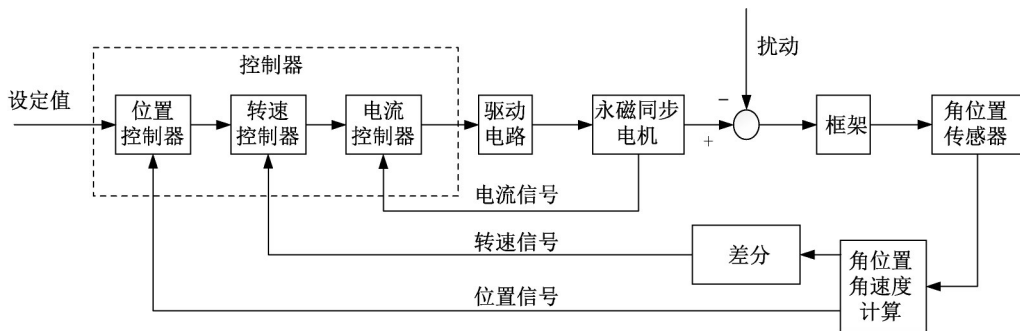 扰动
控制器
设定值
位置
控制器
转速
控制器
电流
控制器
驱动
电路
永磁同步
电机
−
+
框架
角位置
传感器
电流信号
转速信号
差分
角位置
角速度
计算
位置信号